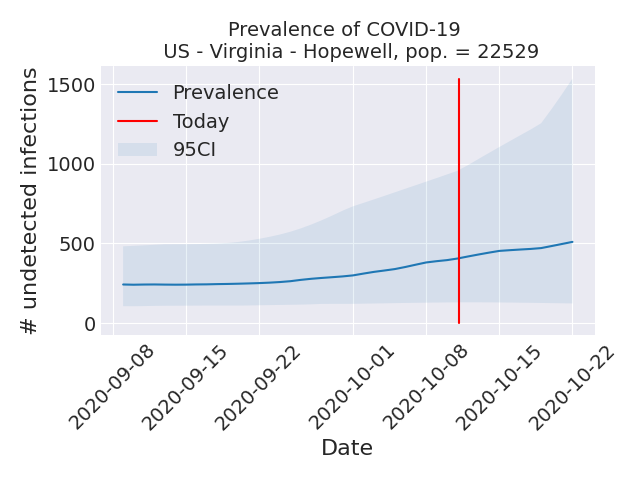 Prevalence of COVID-19
US - Virginia - Hopewell, pop. = 22529
# undetected infections
1500
1000
500
0
Prevalence
Today
95CI
2020-09-08
2020-09-15
2020-09-22
2020-10-01
2020-10-08
2020-10-15
2020-10-22
Date